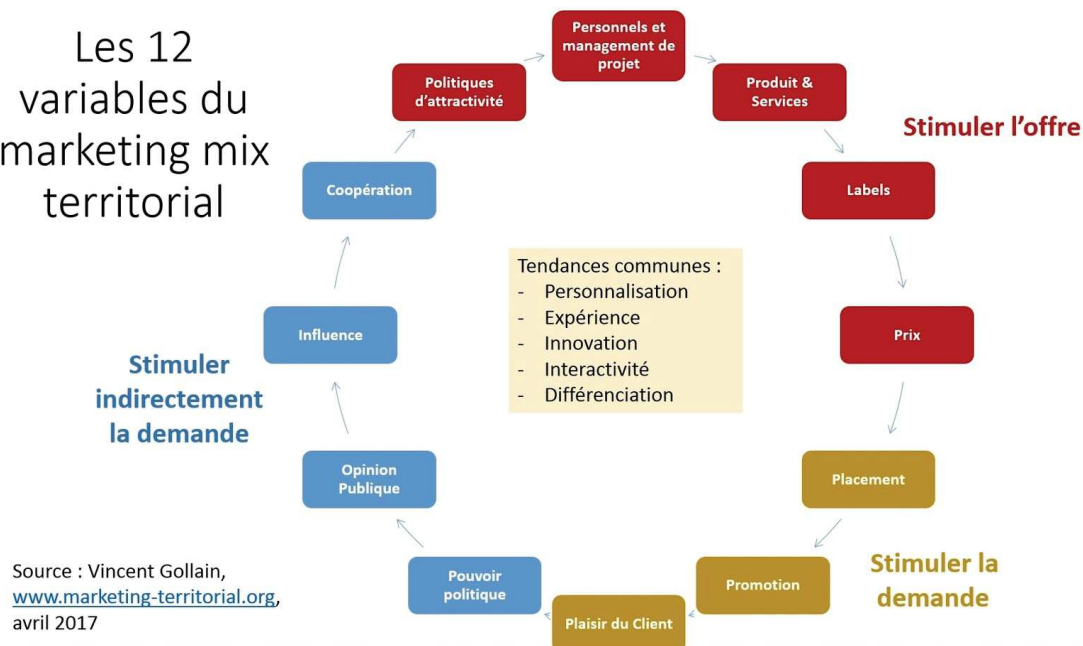 Les 12
variables du
marketing mix
territorial
Personnels et
management de
projet
Produit &
Services
Stimuler l'offre
Labels
Prix
Placement
Stimuler la
demande
Promotion
Plaisir du Client
Pouvoir
politique
Opinion
Publique
Stimuler
indirectement
la demande
Influence
Coopération
Politiques
d'attractivité
Tendances communes :
- Personnalisation
- Expérience
- Innovation
- Interactivité
- Différenciation
Source : Vincent Gollain,
www.marketing-territorial.org,
avril 2017